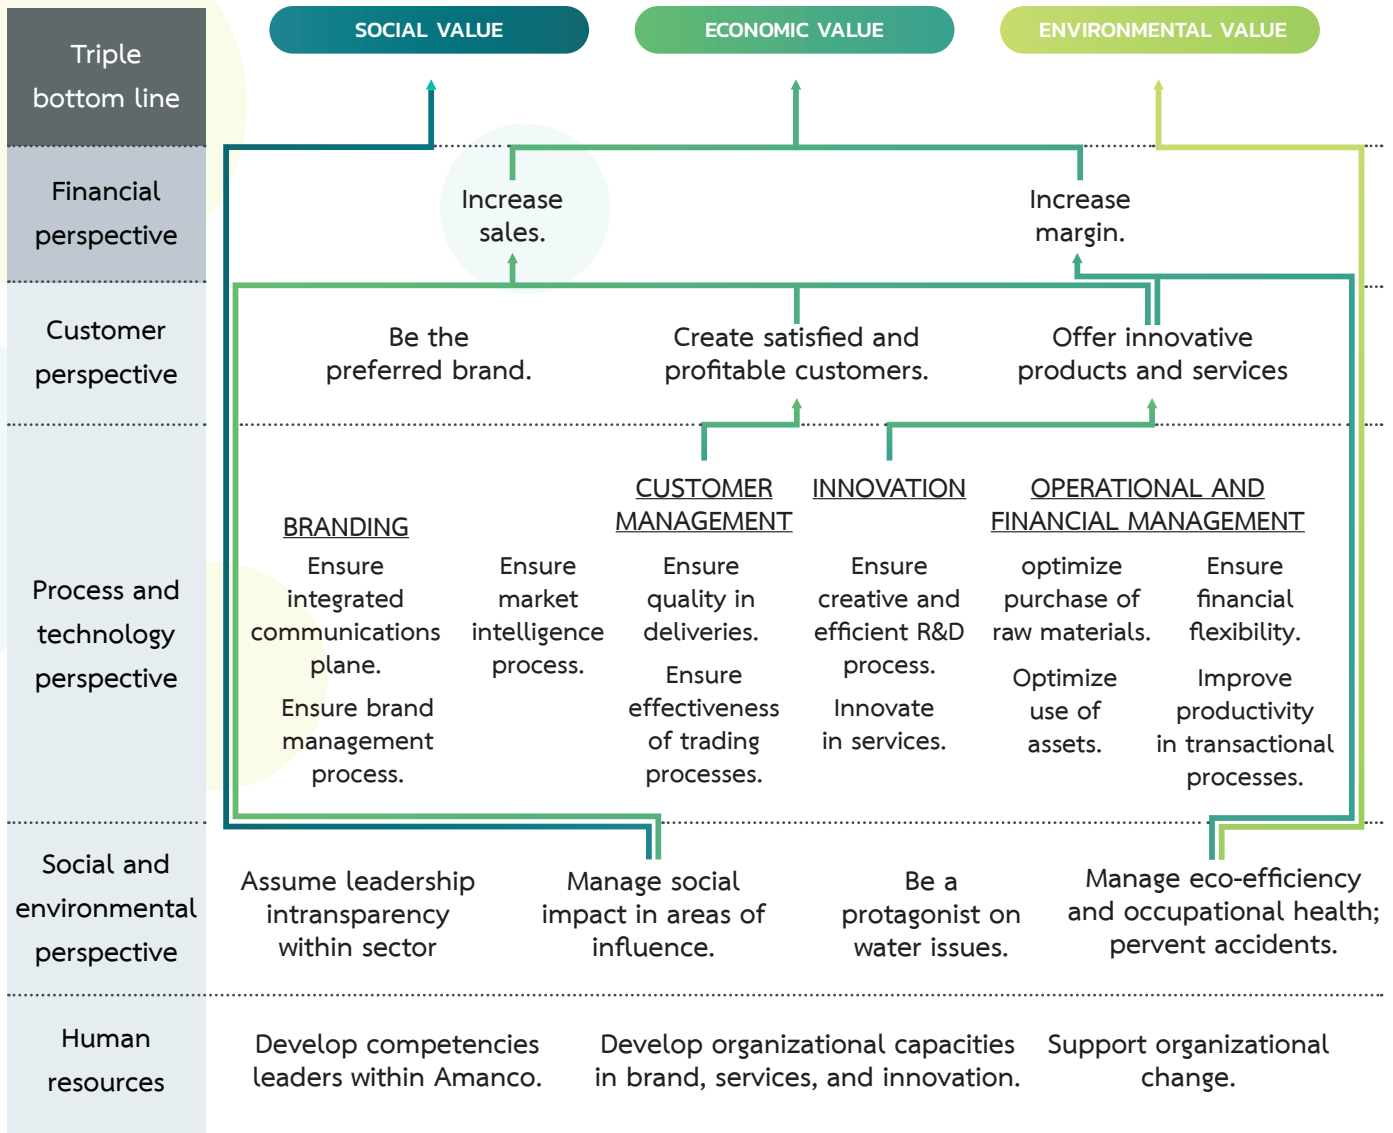 Triple
bottom line
SOCIAL VALUE
ECONOMIC VALUE
ENVIRONMENTAL VALUE
Financial
perspective
Increase
sales.
Increase
margin.
Customer
perspective
Be the
preferred brand.
Create satisfied and
profitable customers.
Offer innovative
products and services
Process and
technology
perspective
BRANDING
Ensure
integrated
communications
plane.
Ensure brand
management
process.
Ensure
market
intelligence
process.
CUSTOMER
MANAGEMENT
Ensure
quality in
deliveries.
Ensure
effectiveness
of trading
processes.
INNOVATION
Ensure
creative and
efficient R&D
process.
Innovate
in services.
OPERATIONAL AND
FINANCIAL MANAGEMENT
optimize
purchase of
raw materials.
Optimize
use of
assets.
Ensure
financial
flexibility.
Improve
productivity
in transactional
processes.
Social and
environmental
perspective
Assume leadership
intransparency
within sector
Manage social
impact in areas of
influence.
Be a
protagonist on
water issues.
Manage eco-efficiency
and occupational health;
pervent accidents.
Human
resources
Develop competencies
leaders within Amanco.
Develop organizational capacities
in brand, services, and innovation.
Support organizational
change.